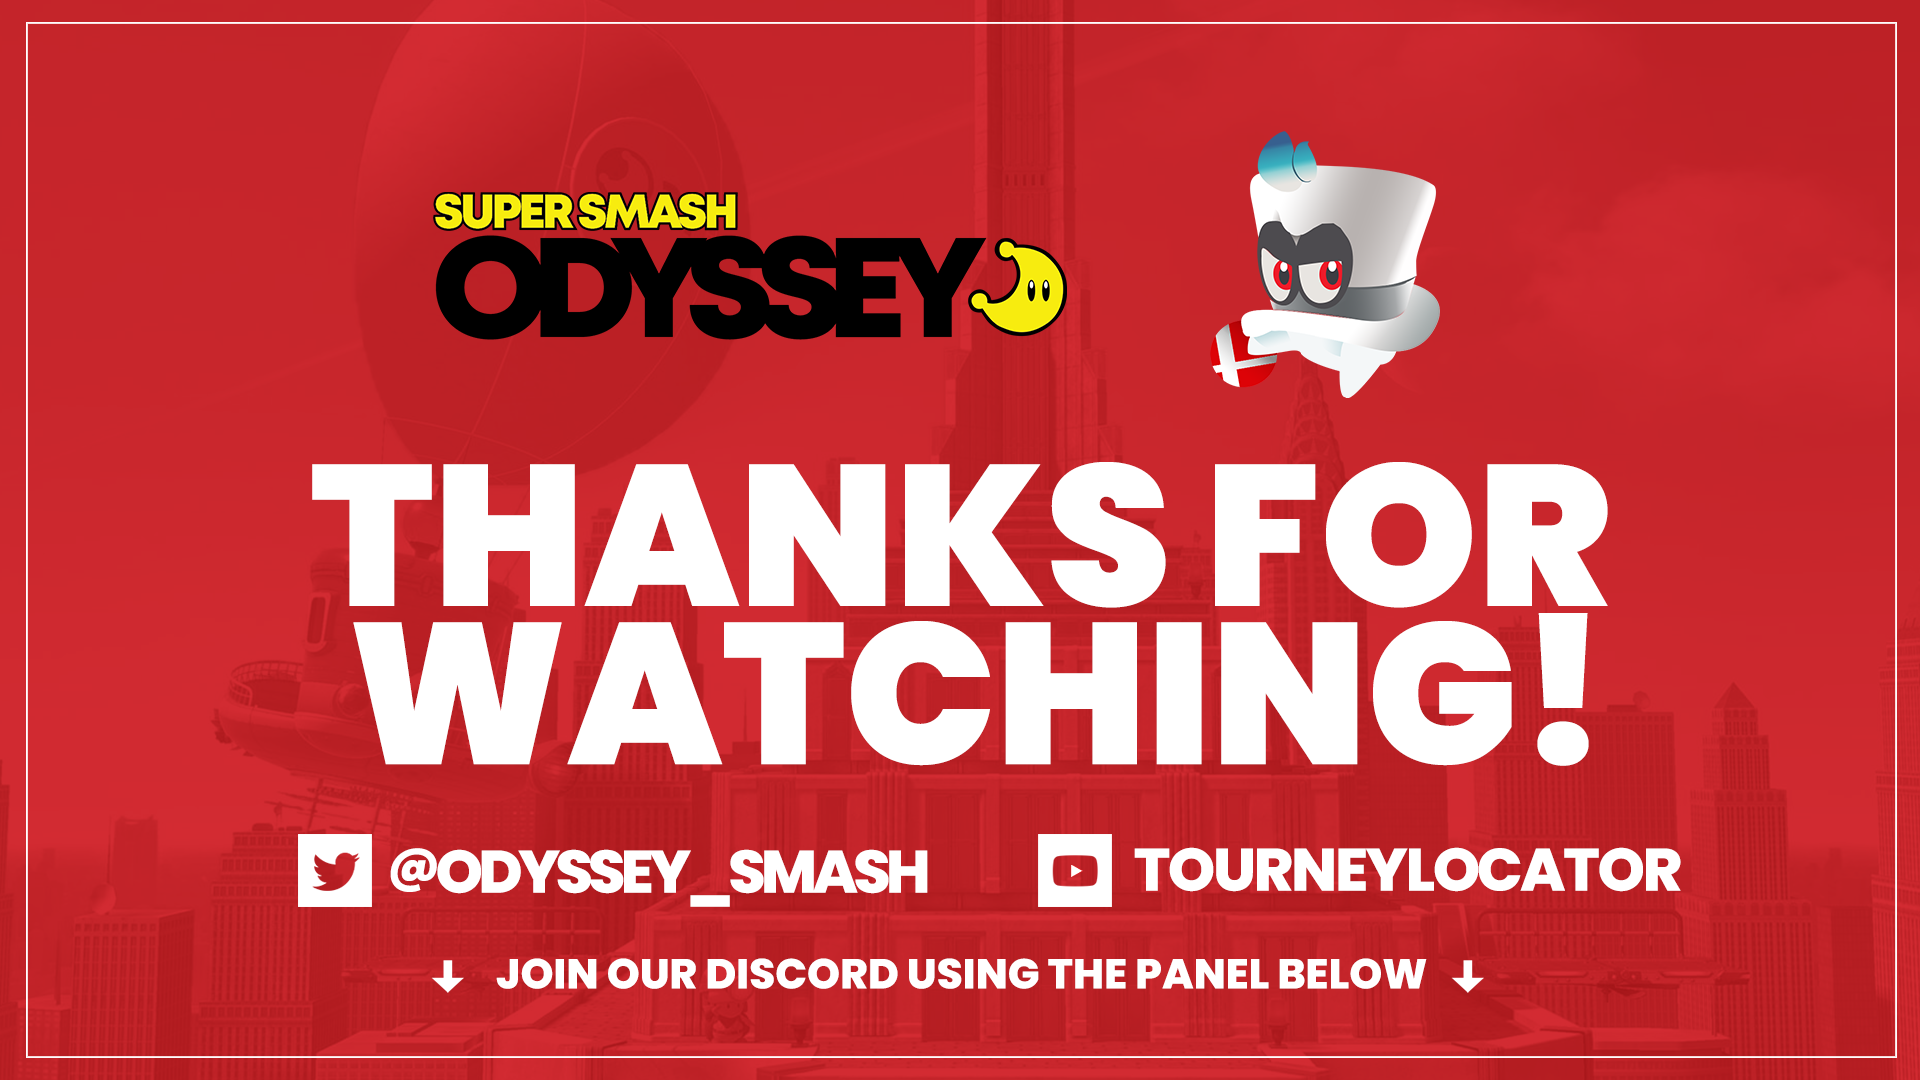 SUPER SMASH
ODYSSEY
THANKS FOR
WATCHING!
@ODYSSEY_SMASH
TOURNEYLOCATOR
JOIN OUR DISCORD USING THE PANEL BELOW